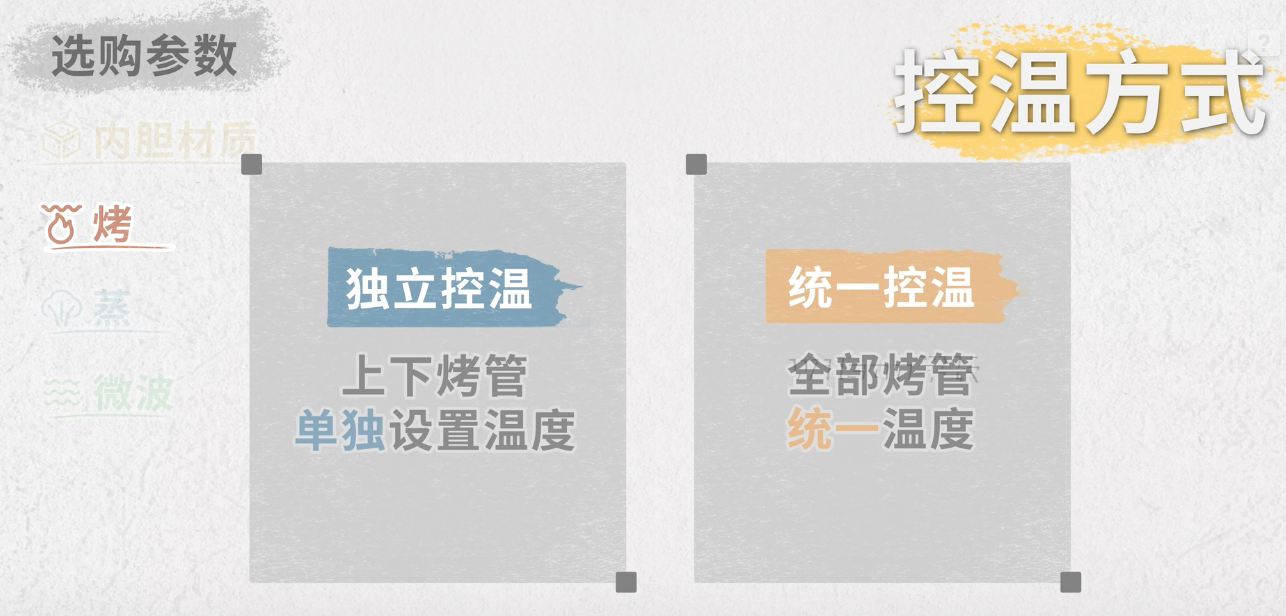 选购参数
控温方式
内胆材质
烤
蒸
微波
独立控温
上下烤管
单独设置温度
统一控温
全部烤管
统一温度